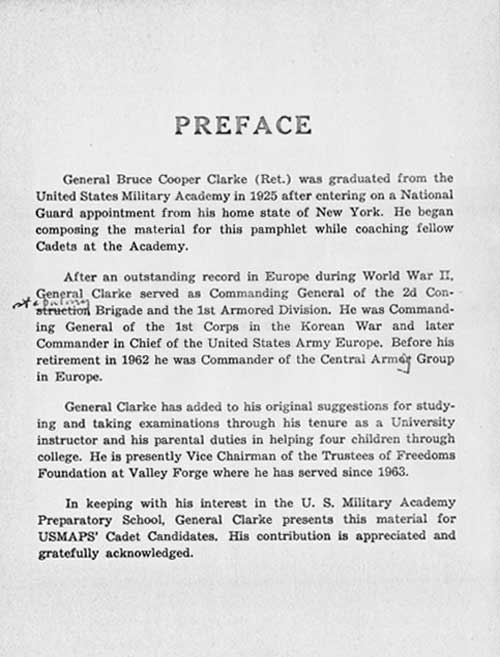 PREFACE
General Bruce Cooper Clarke (Ret.) was graduated from the
United States Military Academy in 1925 after entering on a National
Guard appointment from his home state of New York. He began
composing the material for this pamphlet while coaching fellow
Cadets at the Academy.
After an outstanding record in Europe during World War II,
General Clarke served as Commanding General of the 2d Con-
stabulary
struction Brigade and the 1st Armored Division. He was Command-
ing General of the 1st Corps in the Korean War and later
Commander in Chief of the United States Army Europe. Before his
retirement in 1962 he was Commander of the Central Army Group
in Europe.
General Clarke has added to his original suggestions for study-
ing and taking examinations through his tenure as a University
instructor and his parental duties in helping four children through
college. He is presently Vice Chairman of the Trustees of Freedoms
Foundation at Valley Forge where he has served since 1963.
In keeping with his interest in the U. S. Military Academy
Preparatory School, General Clarke presents this material for
USMAPS' Cadet Candidates. His contribution is appreciated and
gratefully acknowledged.